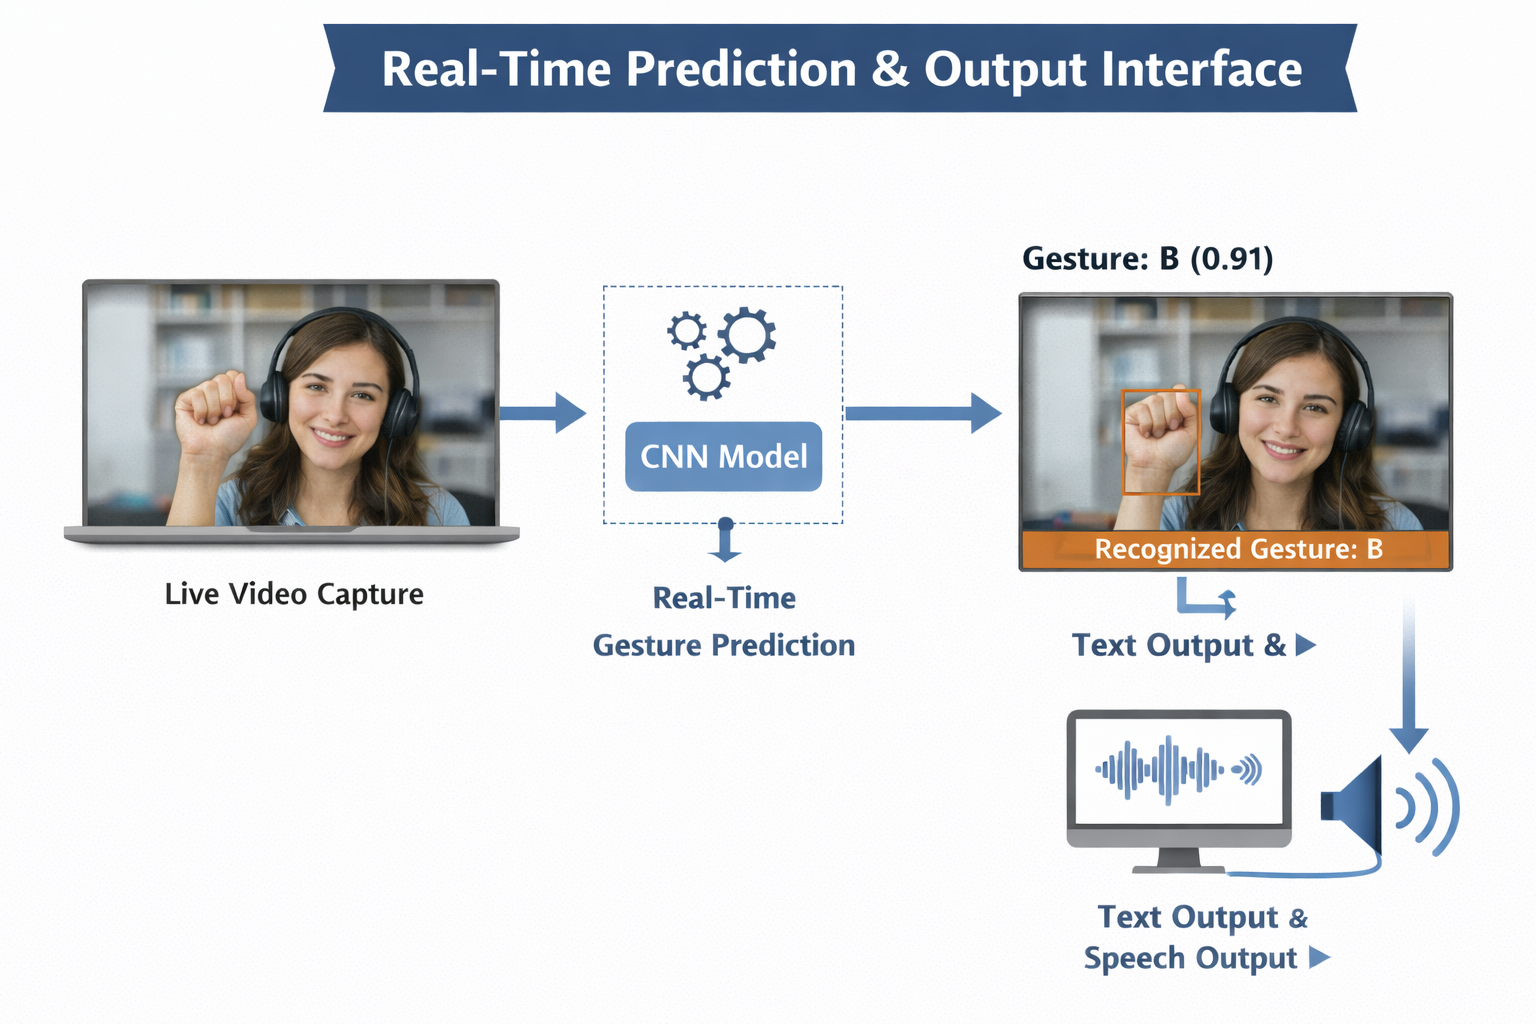 Real-Time Prediction & Output Interface
Gesture: B (0.91)
CNN Model
Recognized Gesture: B
Live Video Capture
Real-Time
Gesture Prediction
Text Output &
Text Output &
Speech Output